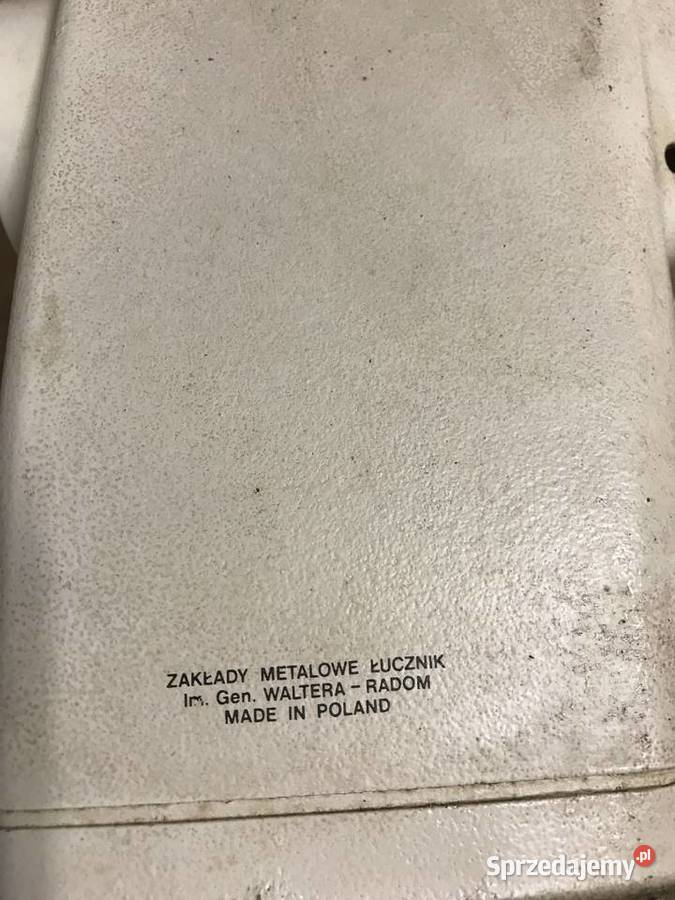 ZAKŁADY METALOWE ŁUCZNIK
Im. Gen. WALTERA – RADOM
MADE IN POLAND
Sprzedajemy.pl